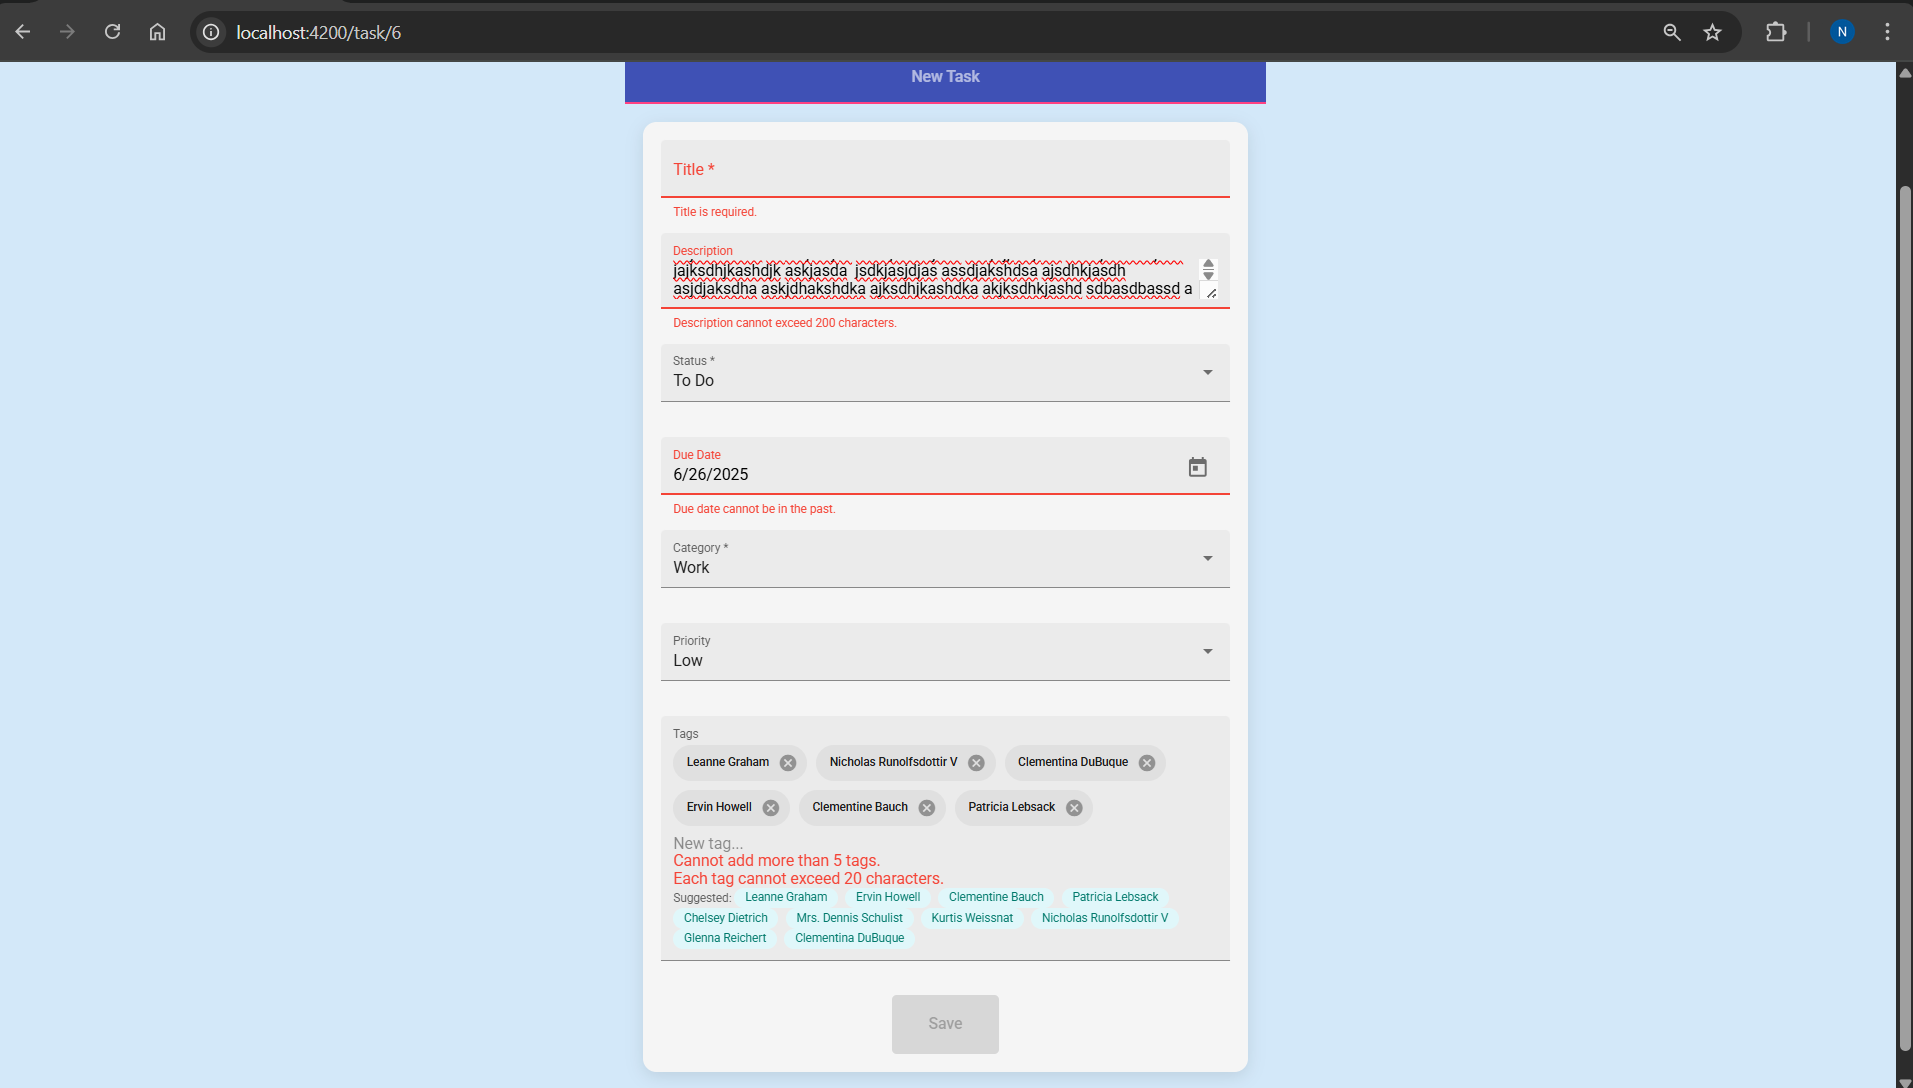 localhost:4200/task/6
N
New Task
Title *
Title is required.
Description
jajksdhjkashdjk askjasda jsdkjasjdjas assdjakshdsa ajsdhkjasdh
asjdjaksdha askjdhakshdka ajksdhjkashdka akjksdhkjashd sdbasdbassd a
Description cannot exceed 200 characters.
Status *
To Do
Due Date
6/26/2025
Due date cannot be in the past.
Category *
Work
Priority
Low
Tags
Leanne Graham Nicholas Runolfsdottir V Clementina DuBuque
Ervin Howell Clementine Bauch Patricia Lebsack
New tag...
Cannot add more than 5 tags.
Each tag cannot exceed 20 characters.
Suggested: Leanne Graham Ervin Howell Clementine Bauch Patricia Lebsack
Chelsey Dietrich Mrs. Dennis Schulist Kurtis Weissnat Nicholas Runolfsdottir V
Glenna Reichert Clementina DuBuque
Save